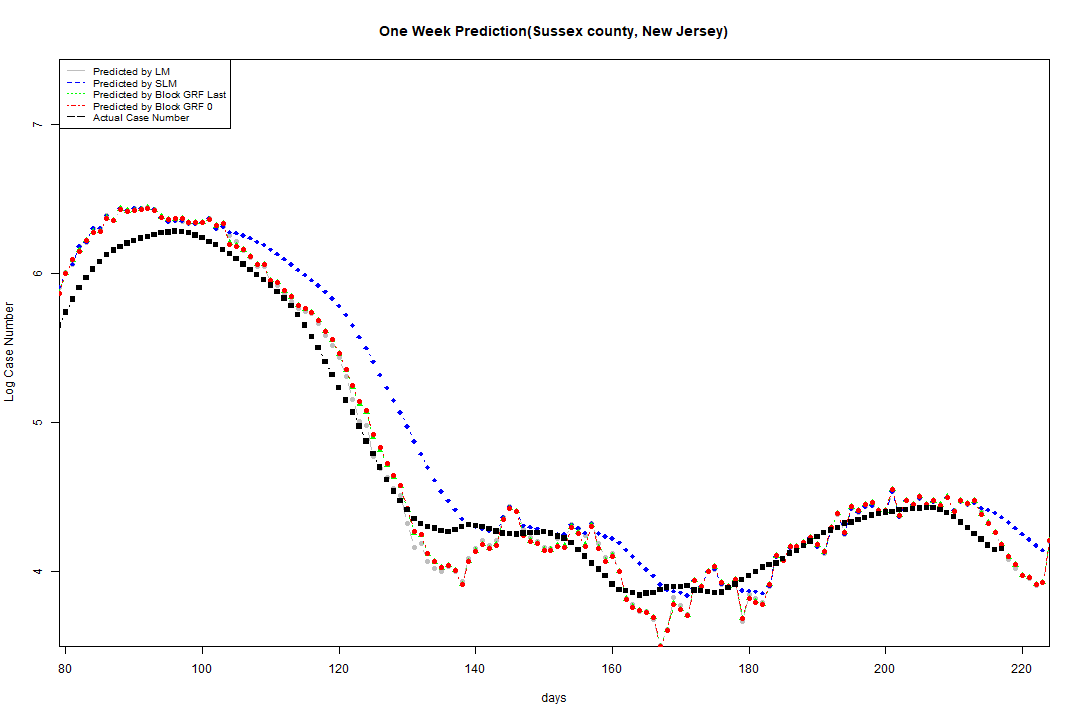 One Week Prediction(Sussex county, New Jersey)
Predicted by LM
Predicted by SLM
Predicted by Block GRF Last
Predicted by Block GRF 0
Actual Case Number
7
6
5
4
Log Case Number
80 100 120 140 160 180 200 220
days